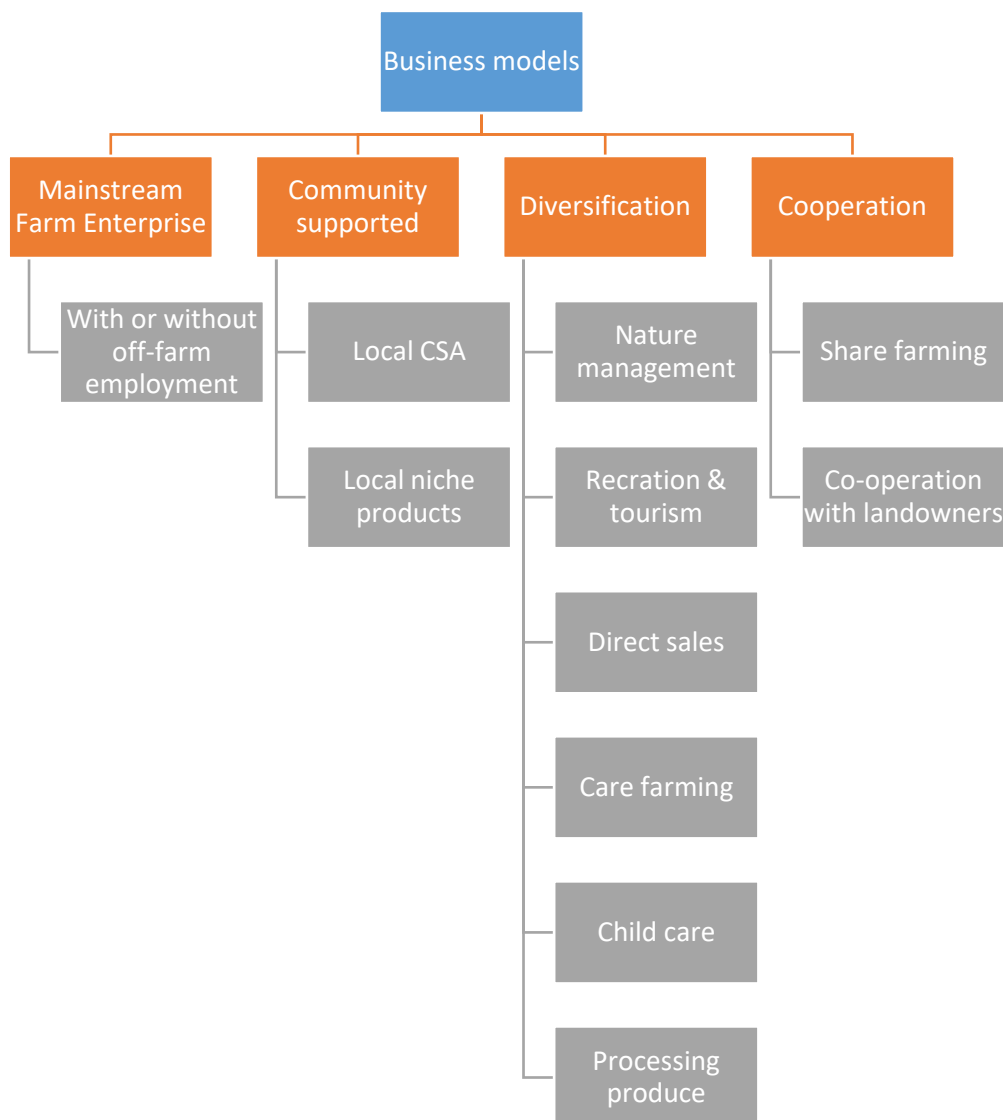 Business models
Mainstream
Farm Enterprise
With or without
off-farm
employment
Community
supported
Local CSA
Local niche
products
Diversification
Nature
management
Recration &
tourism
Direct sales
Care farming
Child care
Processing
produce
Cooperation
Share farming
Co-operation
with landowners